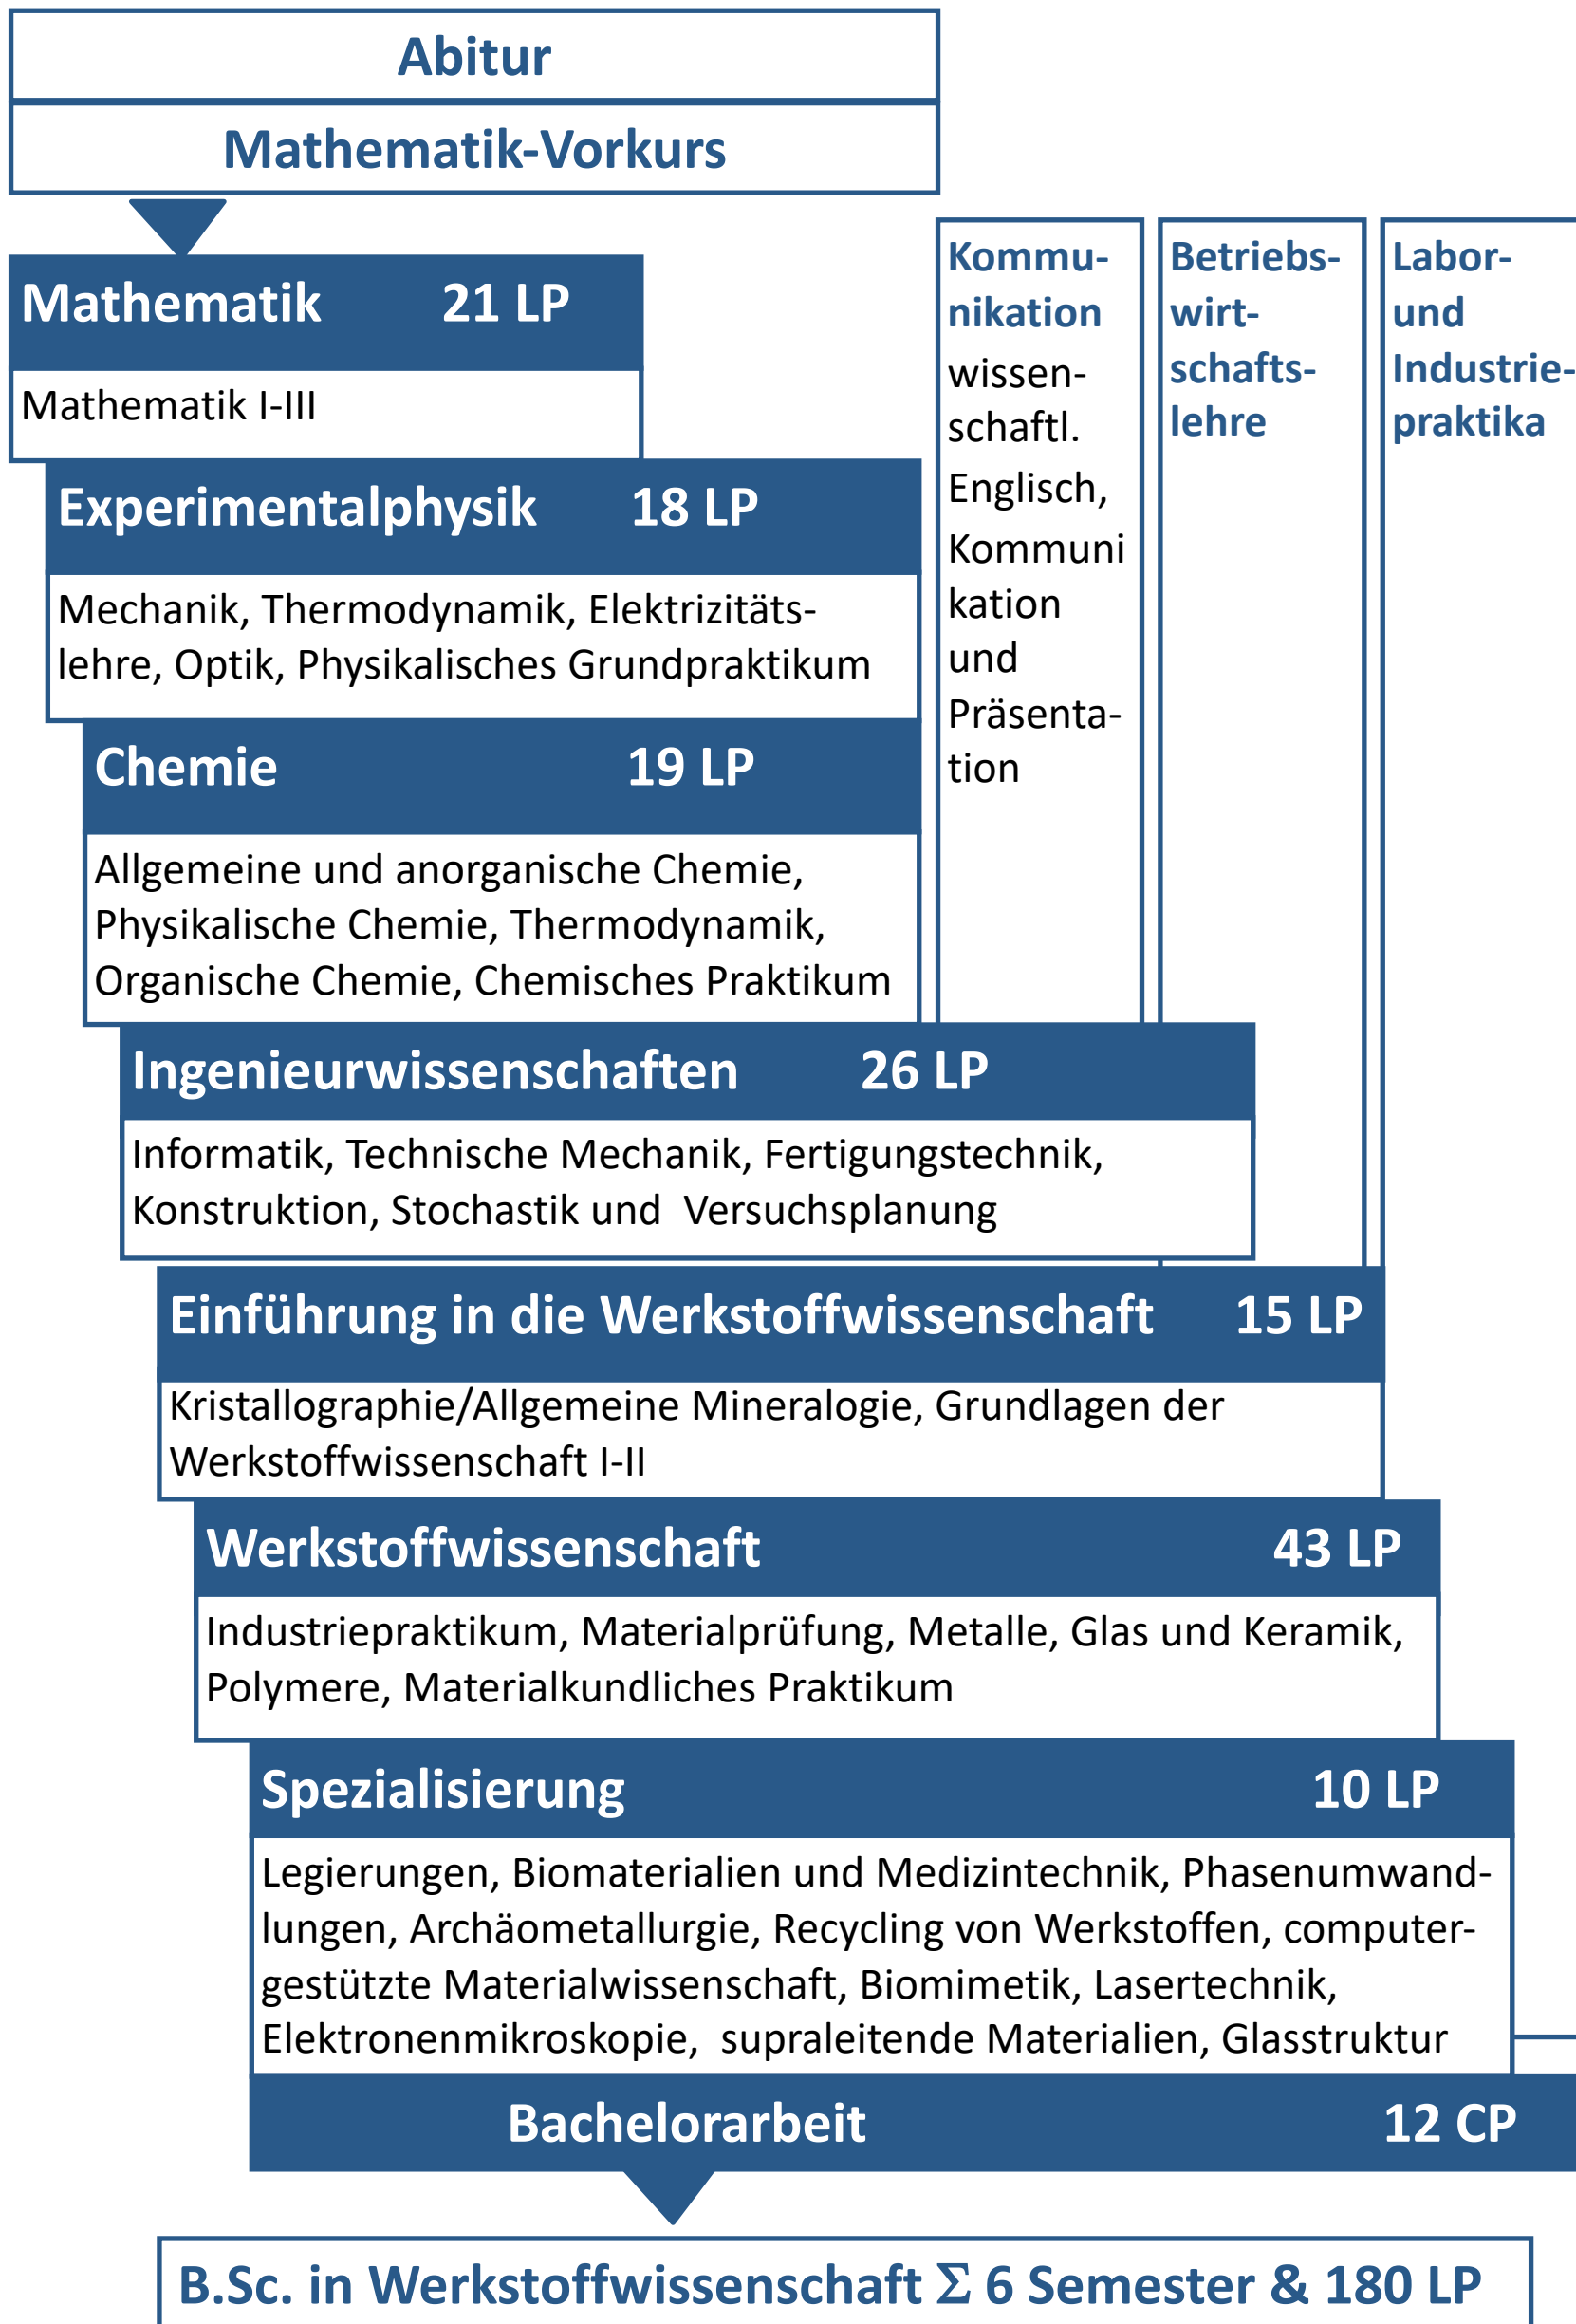 Abitur
Mathematik-Vorkurs
Mathematik 21 LP
Mathematik I-III
Experimentalphysik 18 LP
Mechanik, Thermodynamik, Elektrizitäts-
lehre, Optik, Physikalisches Grundpraktikum
Chemie 19 LP
Allgemeine und anorganische Chemie,
Physikalische Chemie, Thermodynamik,
Organische Chemie, Chemisches Praktikum
Kommu-
nikation
wissen-
schaftl.
Englisch,
Kommuni
kation
und
Präsenta-
tion
Betriebs-
wirt-
schafts-
lehre
Labor-
und
Industrie-
praktika
Ingenieurwissenschaften 26 LP
Informatik, Technische Mechanik, Fertigungstechnik,
Konstruktion, Stochastik und Versuchsplanung
Einführung in die Werkstoffwissenschaft 15 LP
Kristallographie/Allgemeine Mineralogie, Grundlagen der
Werkstoffwissenschaft I-II
Werkstoffwissenschaft 43 LP
Industriepraktikum, Materialprüfung, Metalle, Glas und Keramik,
Polymere, Materialkundliches Praktikum
Spezialisierung 10 LP
Legierungen, Biomaterialien und Medizintechnik, Phasenumwand-
lungen, Archäometallurgie, Recycling von Werkstoffen, computer-
gestützte Materialwissenschaft, Biomimetik, Lasertechnik,
Elektronenmikroskopie, supraleitende Materialien, Glasstruktur
Bachelorarbeit 12 CP
B.Sc. in Werkstoffwissenschaft Σ 6 Semester & 180 LP